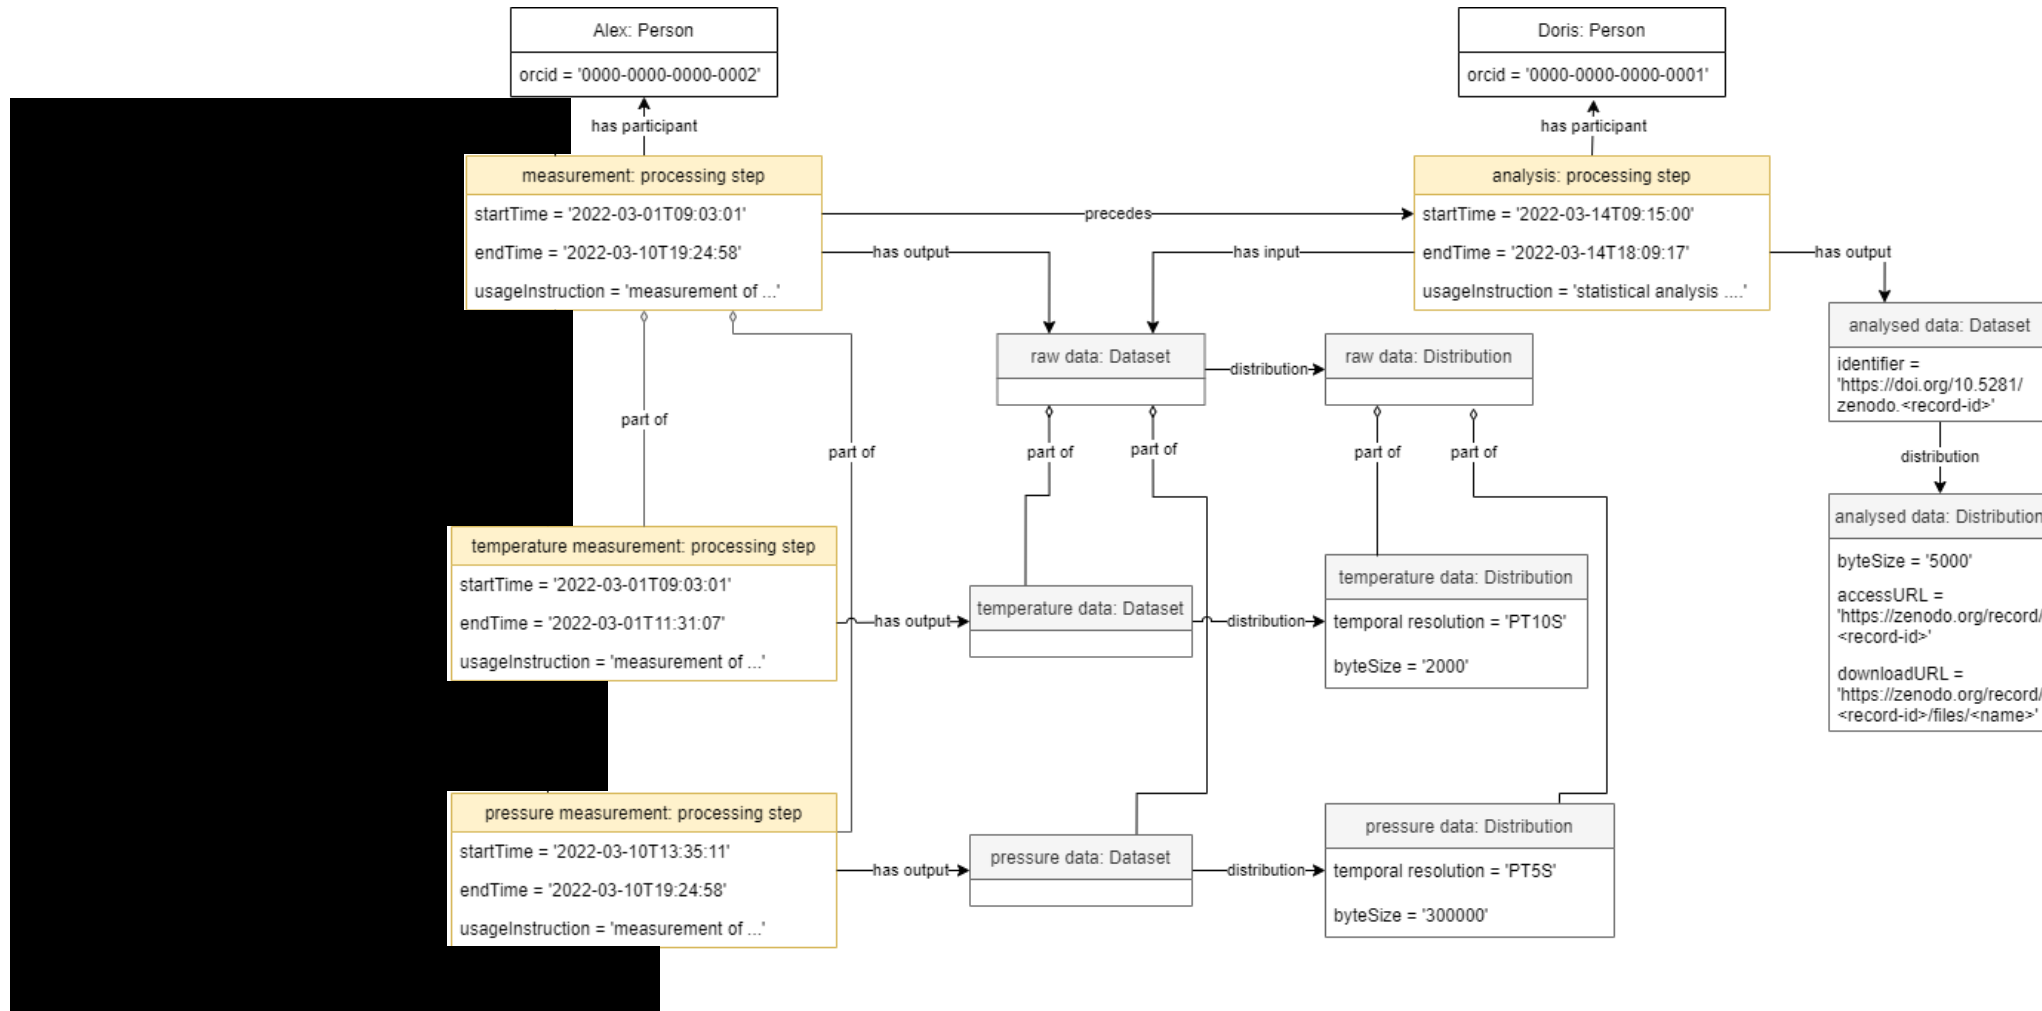 Alex: Person
orcid = '0000-0000-0000-0002'
Doris: Person
orcid = '0000-0000-0000-0001'
has participant
has participant
measurement: processing step
startTime = '2022-03-01T09:03:01'
endTime = '2022-03-10T19:24:58'
usageInstruction = 'measurement of ...'
precedes
analysis: processing step
startTime = '2022-03-14T09:15:00'
endTime = '2022-03-14T18:09:17'
usageInstruction = 'statistical analysis ....'
has output
has input
has output
raw data: Dataset
distribution
raw data: Distribution
analysed data: Dataset
identifier =
'https://doi.org/10.5281/
zenodo.<record-id>'
part of
part of
part of
part of
part of
part of
distribution
analysed data: Distribution
byteSize = '5000'
accessURL =
'https://zenodo.org/record/
<record-id>'
downloadURL =
'https://zenodo.org/record/
<record-id>/files/<name>'
temperature measurement: processing step
startTime = '2022-03-01T09:03:01'
endTime = '2022-03-01T11:31:07'
usageInstruction = 'measurement of ...'
has output
temperature data: Dataset
distribution
temperature data: Distribution
temporal resolution = 'PT10S'
byteSize = '2000'
pressure measurement: processing step
startTime = '2022-03-10T13:35:11'
endTime = '2022-03-10T19:24:58'
usageInstruction = 'measurement of ...'
has output
pressure data: Dataset
distribution
pressure data: Distribution
temporal resolution = 'PT5S'
byteSize = '300000'